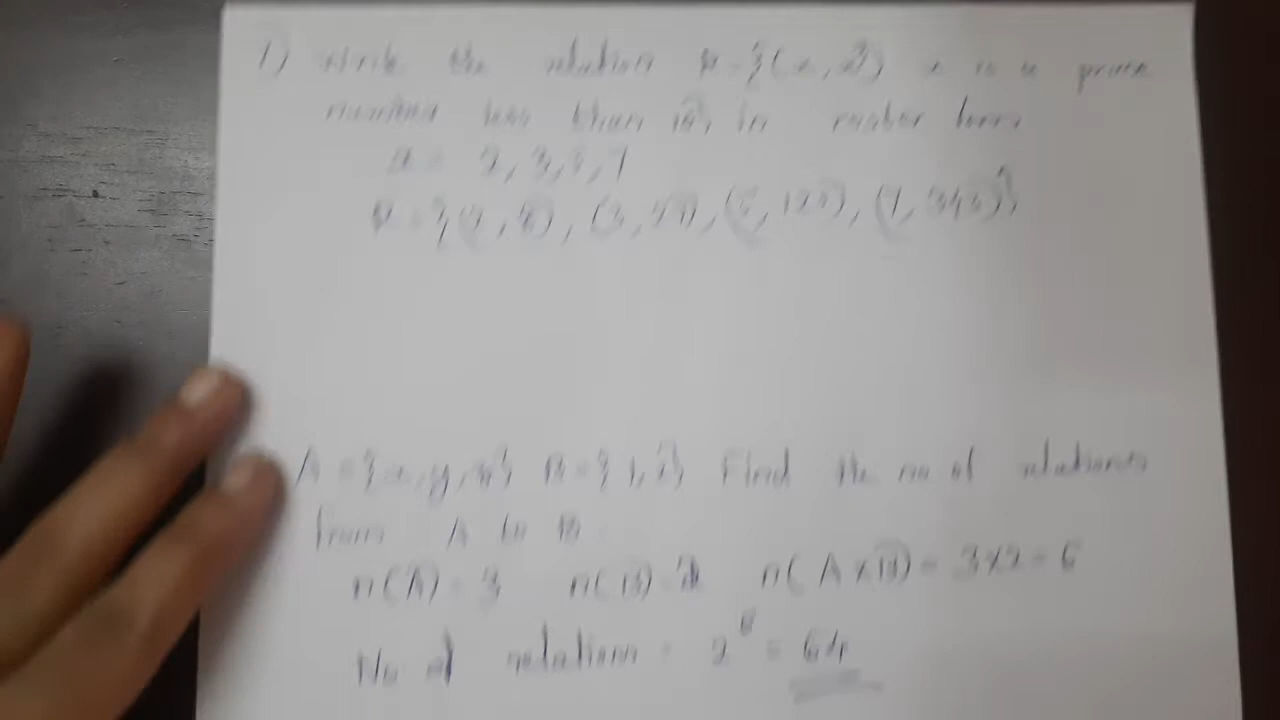 1) Write the relation R = {(x, x³) x is a prime
number less than 10} in roster form
x = 2, 3, 5, 7
R = {(2, 8), (3, 27), (5, 125), (7, 343)}
A = {x, y, z} B = {1, 2} Find the no of relations
from A to B
n(A) = 3 n(B) = 2 n(A×B) = 3×2 = 6
No of relations = 2⁶ = 64